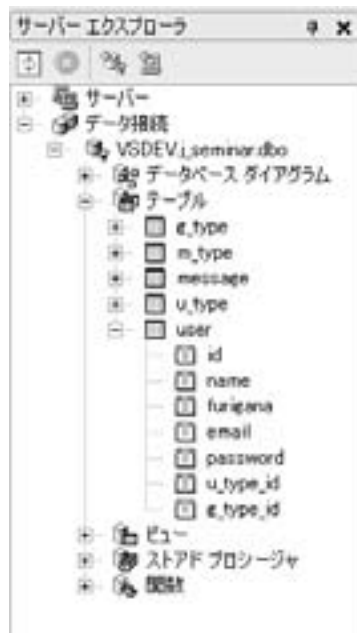 サーバー エクスプローラ
サーバー
データ接続
VSDEV.j_seminar.dbo
データベース ダイアグラム
テーブル
g_type
m_type
message
u_type
user
id
name
furigana
email
password
u_type_id
g_type_id
ビュー
ストアド プロシージャ
関数